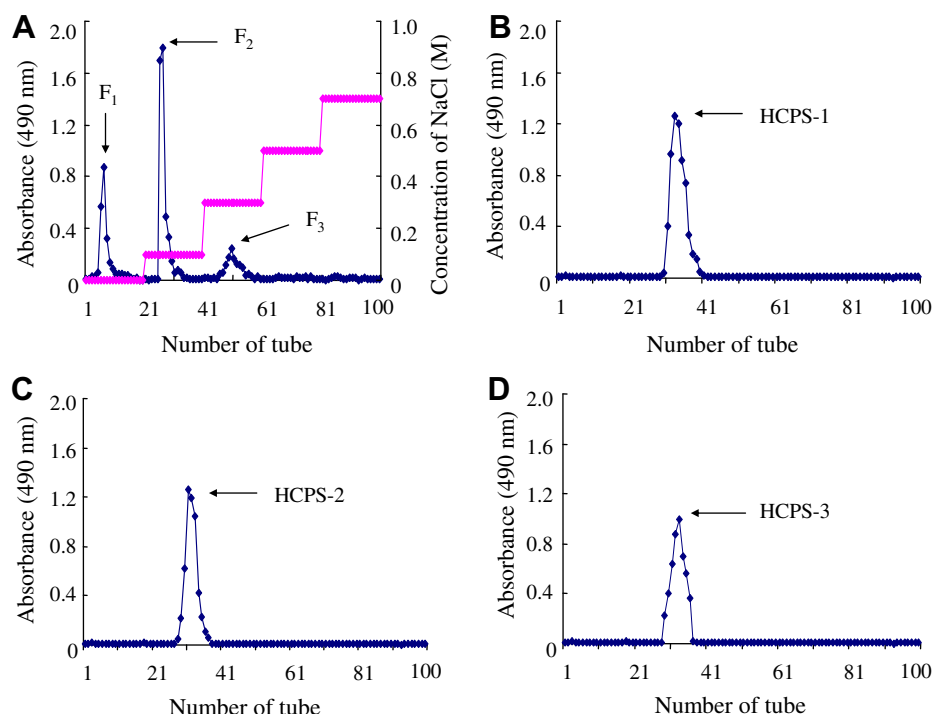 A
Absorbance (490 nm)
2.0
1.6
1.2
0.8
0.4
0
F1
F2
F3
1.0
0.8
0.6
0.4
0.2
0
Concentration of NaCl (M)
1 21 41 61 81 100
Number of tube
B
Absorbance (490 nm)
2.0
1.6
1.2
0.8
0.4
0
HCPS-1
1 21 41 61 81 100
Number of tube
C
Absorbance (490 nm)
2.0
1.6
1.2
0.8
0.4
0
HCPS-2
1 21 41 61 81 100
Number of tube
D
Absorbance (490 nm)
2.0
1.6
1.2
0.8
0.4
0
HCPS-3
1 21 41 61 81 100
Number of tube